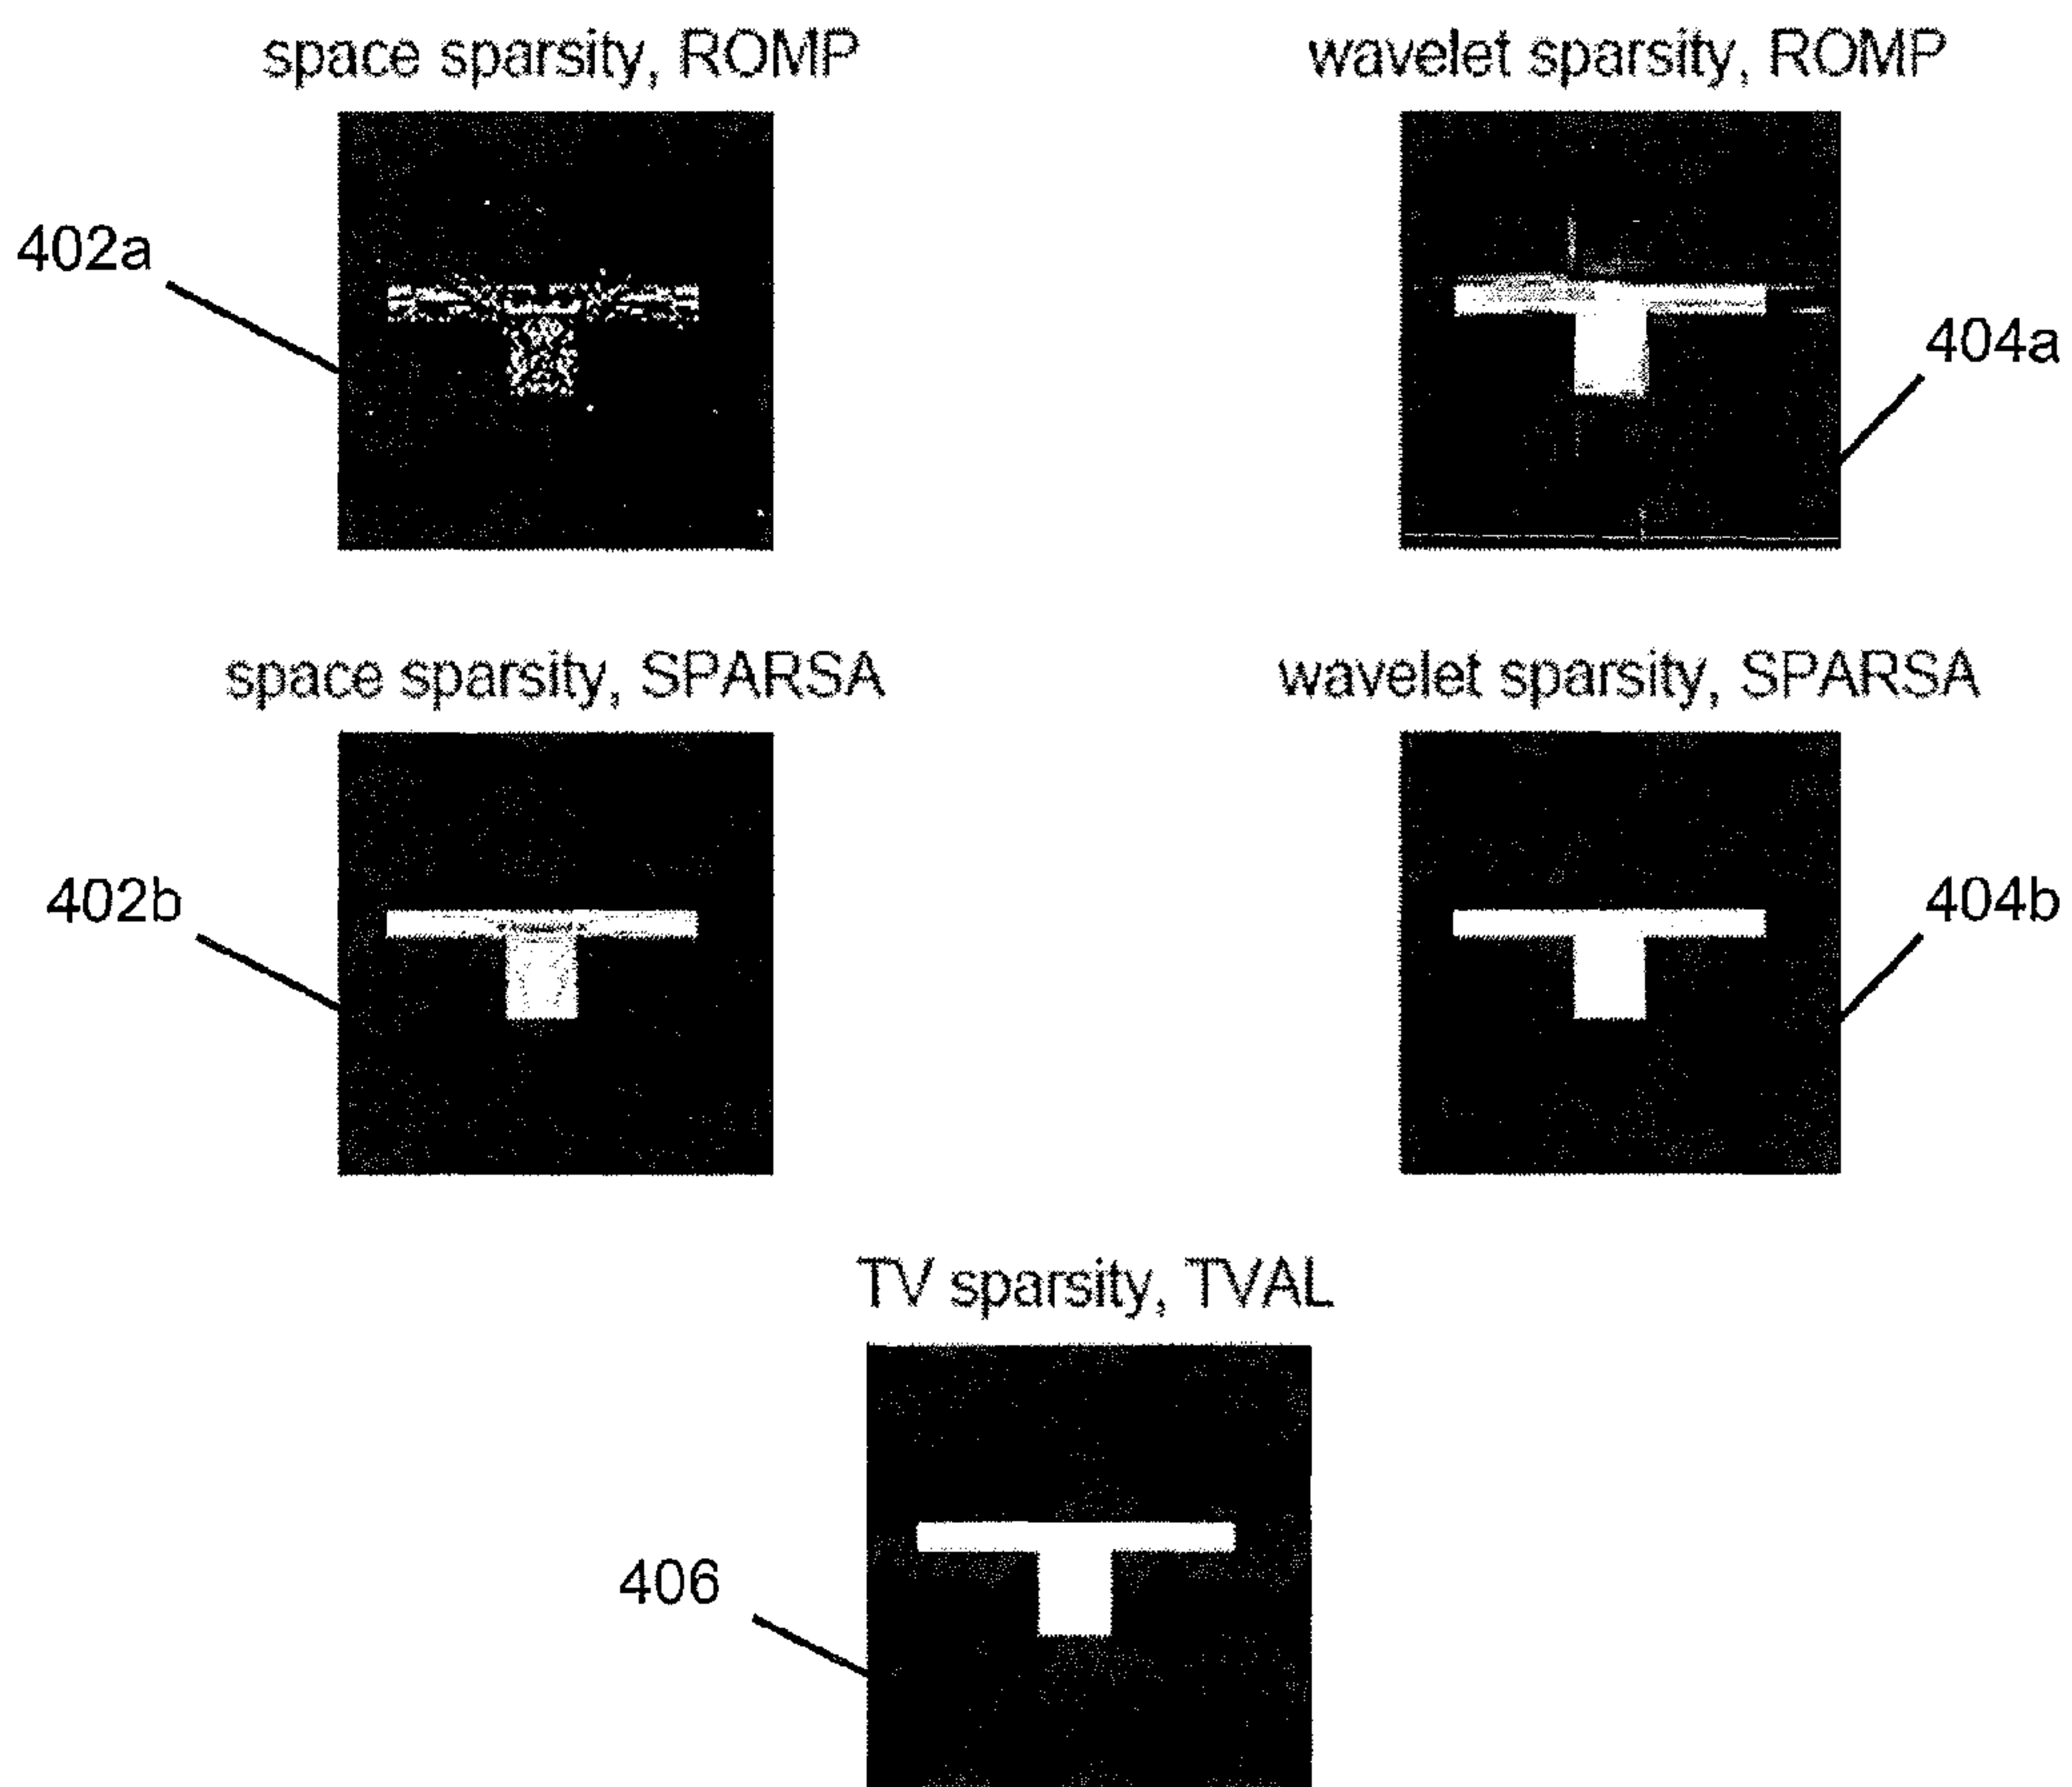 space sparsity, ROMP
wavelet sparsity, ROMP
402a
404a
space sparsity, SPARSA
wavelet sparsity, SPARSA
402b
404b
TV sparsity, TVAL
406